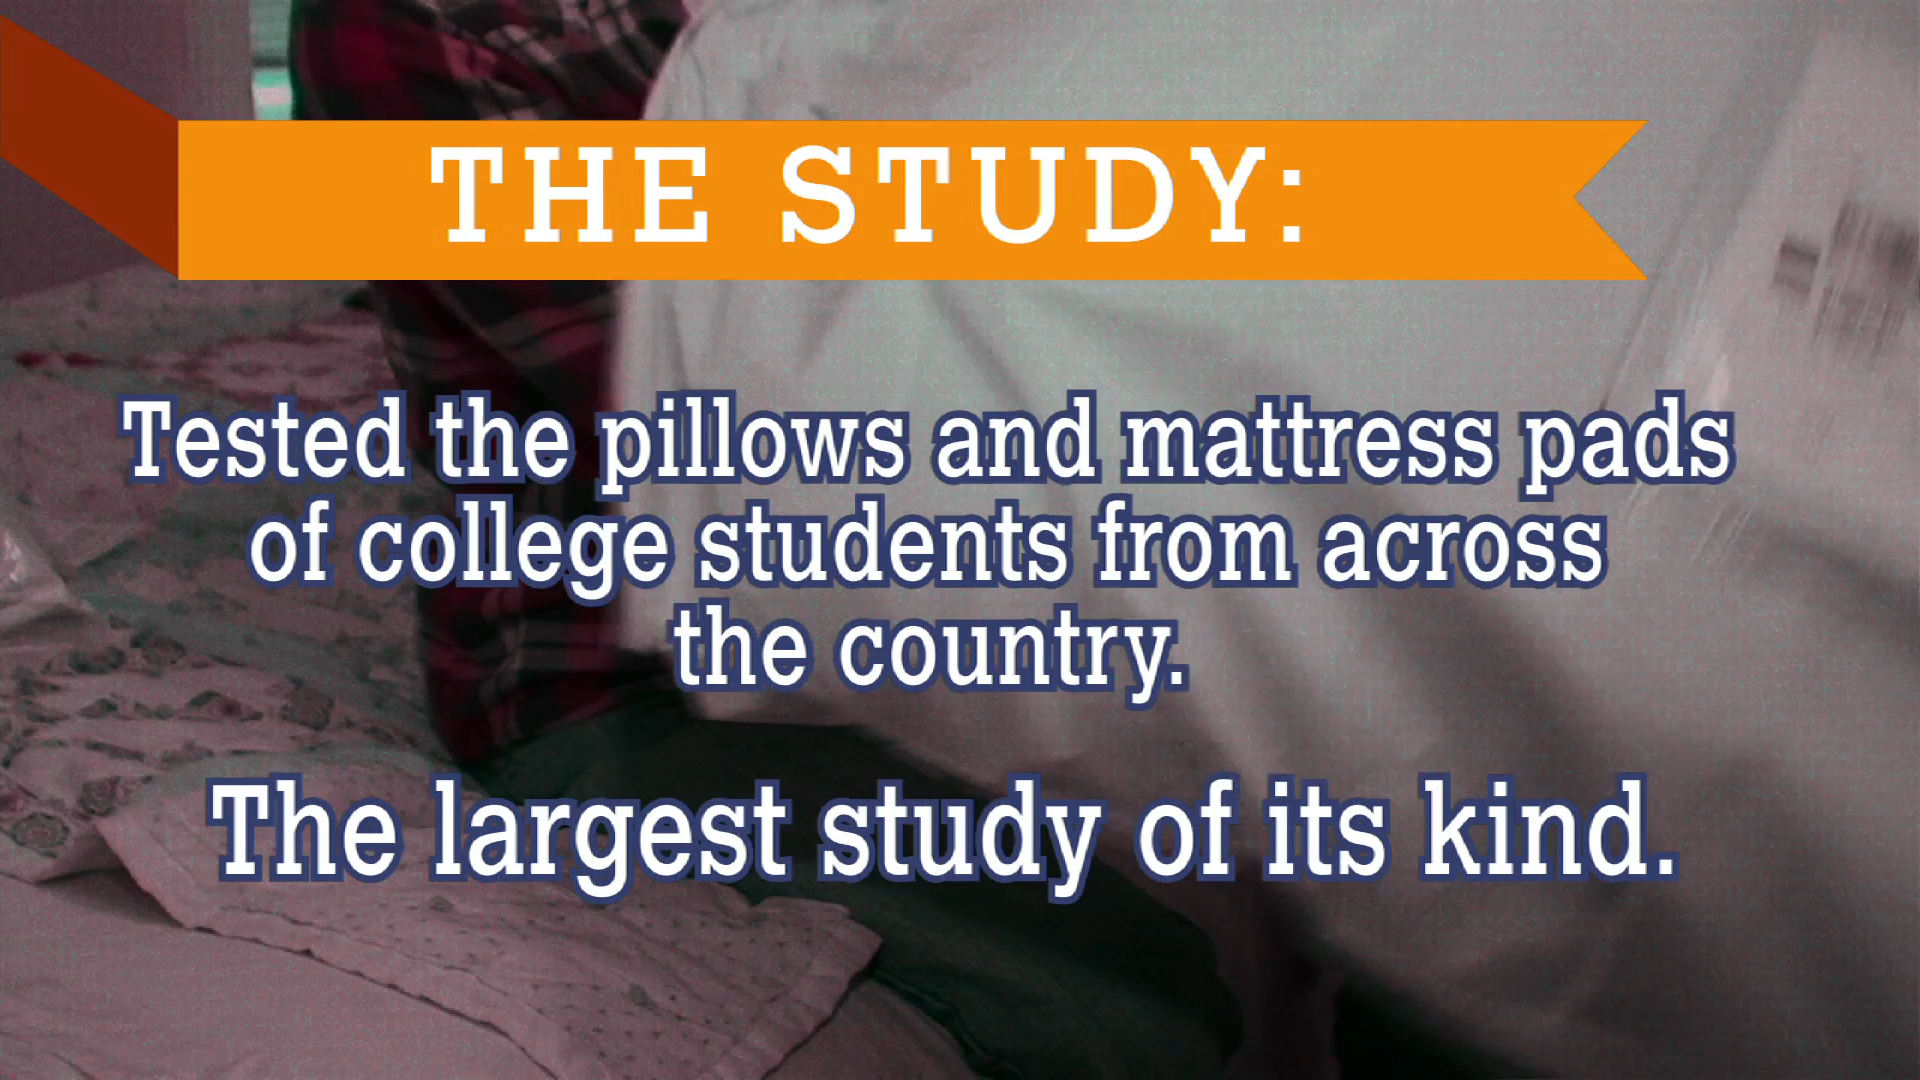 THE STUDY:
Tested the pillows and mattress pads
of college students from across
the country.
The largest study of its kind.